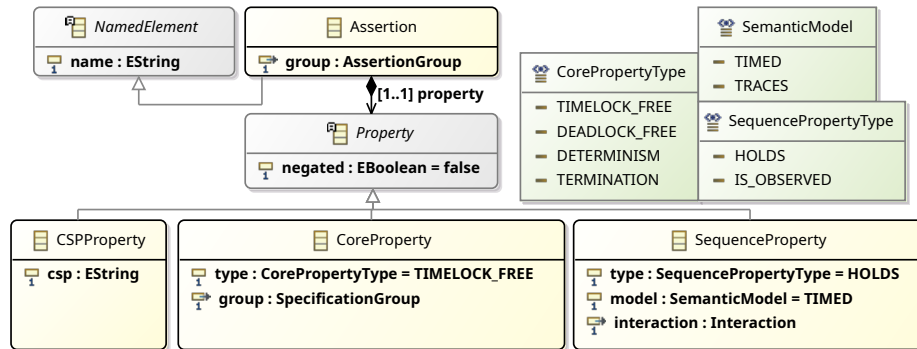 NamedElement
name : EString
Assertion
group : AssertionGroup
[1..1] property
Property
negated : EBoolean = false
CorePropertyType
TIMELOCK_FREE
DEADLOCK_FREE
DETERMINISM
TERMINATION
SemanticModel
TIMED
TRACES
SequencePropertyType
HOLDS
IS_OBSERVED
CSPProperty
csp : EString
CoreProperty
type : CorePropertyType = TIMELOCK_FREE
group : SpecificationGroup
SequenceProperty
type : SequencePropertyType = HOLDS
model : SemanticModel = TIMED
interaction : Interaction